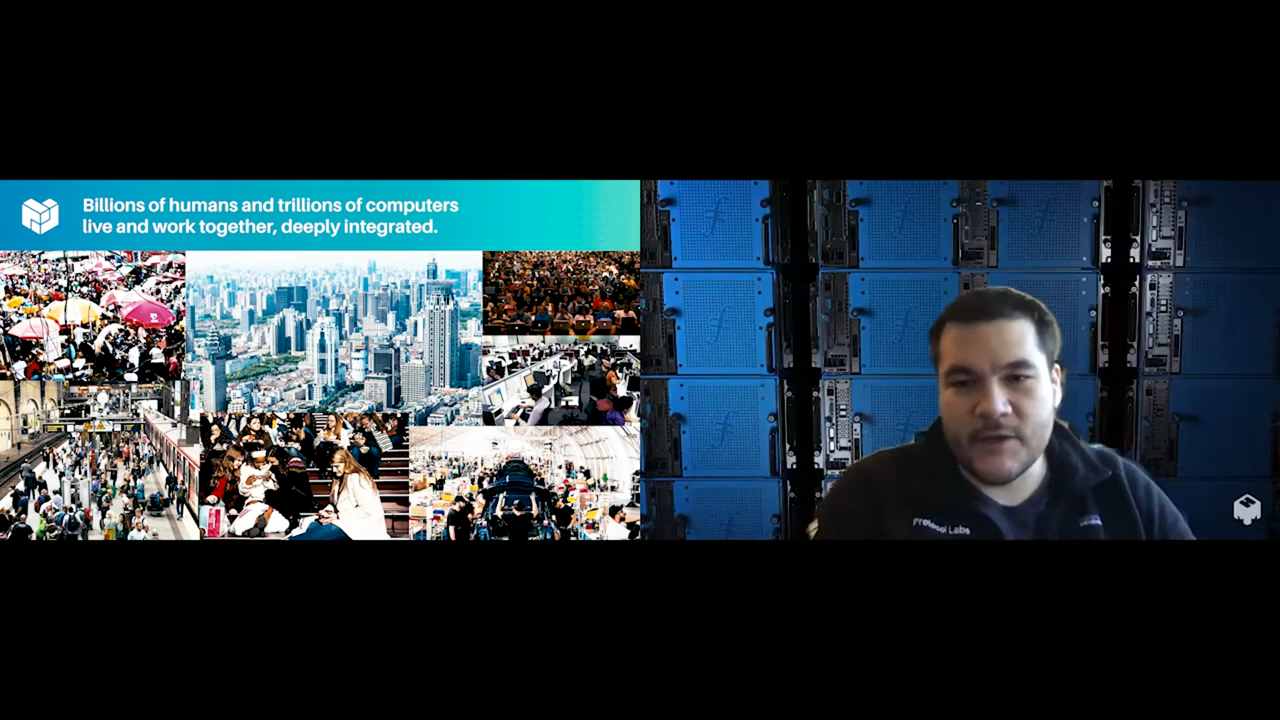 Billions of humans and trillions of computers
live and work together, deeply integrated.
Protocol Labs